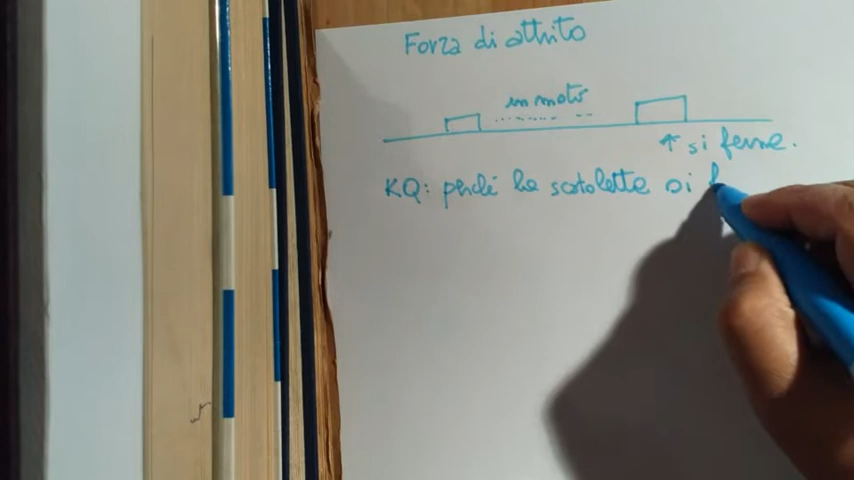 Forza di attrito
in moto
si ferma.
KQ: perché la scatoletta si f